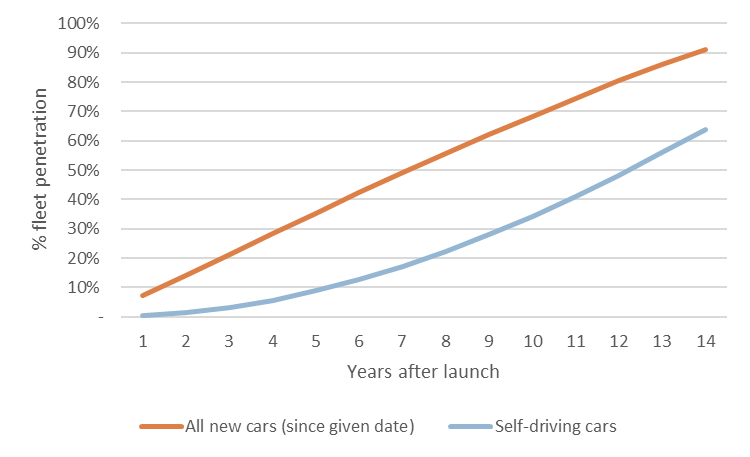 100%
90%
80%
70%
60%
50%
40%
30%
20%
10%
-
% fleet penetration
1 2 3 4 5 6 7 8 9 10 11 12 13 14
Years after launch
All new cars (since given date) Self-driving cars